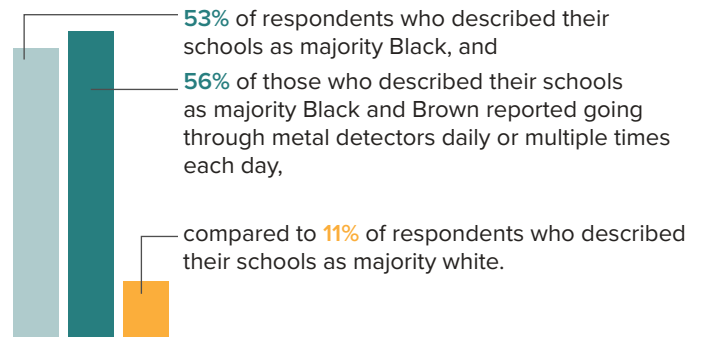 53% of respondents who described their
schools as majority Black, and
56% of those who described their schools
as majority Black and Brown reported going
through metal detectors daily or multiple times
each day,
compared to 11% of respondents who described
their schools as majority white.